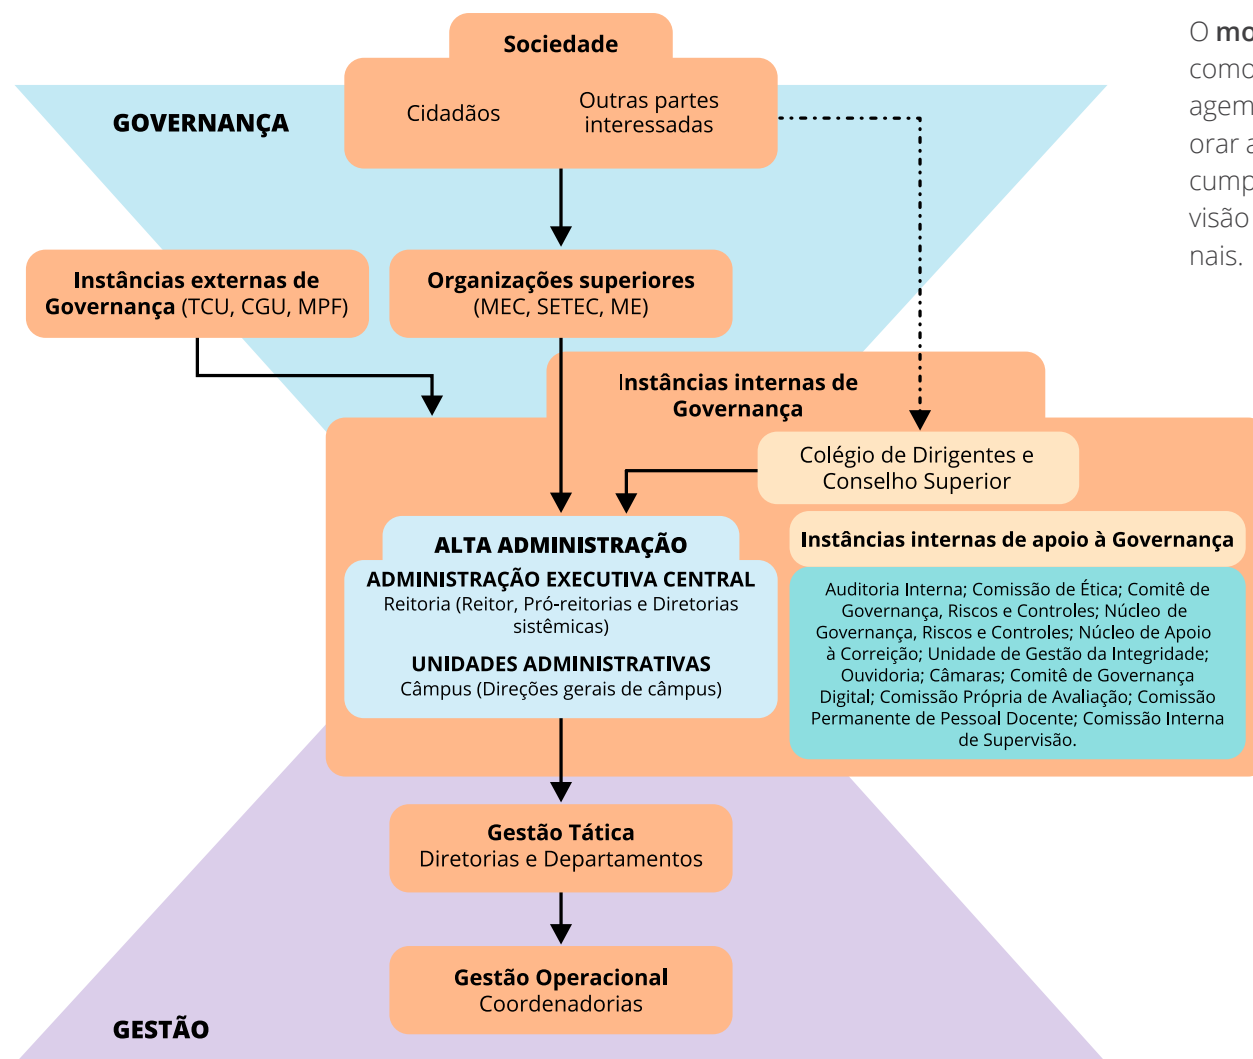 Sociedade
Cidadãos
Outras partes
interessadas
GOVERNANÇA
Instâncias externas de
Governança (TCU, CGU, MPF)
Organizações superiores
(MEC, SETEC, ME)
Instâncias internas de
Governança
Colégio de Dirigentes e
Conselho Superior
ALTA ADMINISTRAÇÃO
ADMINISTRAÇÃO EXECUTIVA CENTRAL
Reitoria (Reitor, Pró-reitorias e Diretorias
sistêmicas)
UNIDADES ADMINISTRATIVAS
Câmpus (Direções gerais de câmpus)
Instâncias internas de apoio à Governança
Auditoria Interna; Comissão de Ética; Comitê de
Governança, Riscos e Controles; Núcleo de
Governança, Riscos e Controles; Núcleo de Apoio
à Correição; Unidade de Gestão da Integridade;
Ouvidoria; Câmaras; Comitê de Governança
Digital; Comissão Própria de Avaliação; Comissão
Permanente de Pessoal Docente; Comissão Interna
de Supervisão.
Gestão Tática
Diretorias e Departamentos
Gestão Operacional
Coordenadorias
GESTÃO
O
como
agem
orar
visão
nais.